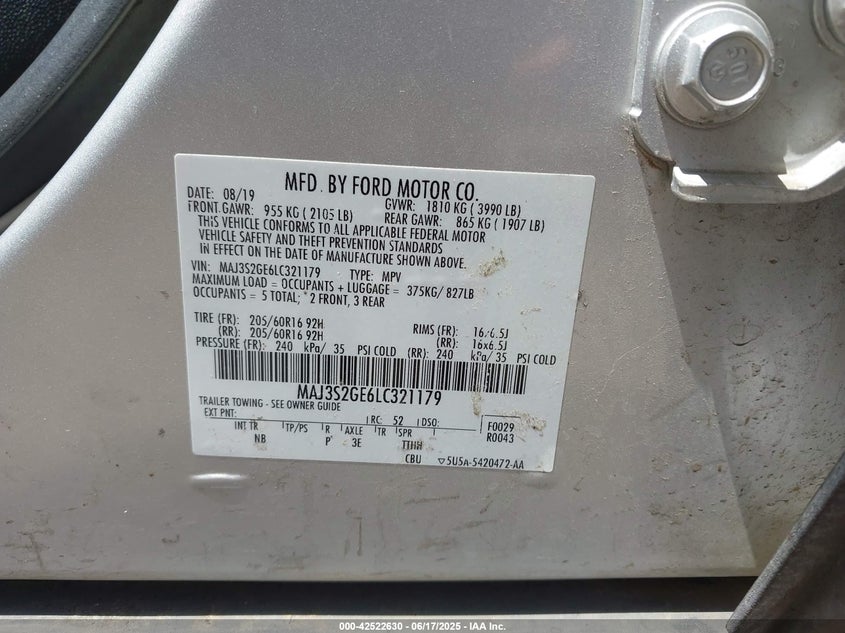 MFD. BY FORD MOTOR CO.
DATE: 08/19 GVWR: 1810 KG ( 3990 LB)
FRONT GAWR: 955 KG ( 2105 LB) REAR GAWR: 865 KG ( 1907 LB)
THIS VEHICLE CONFORMS TO ALL APPLICABLE FEDERAL MOTOR
VEHICLE SAFETY AND THEFT PREVENTION STANDARDS
IN EFFECT ON THE DATE OF MANUFACTURE SHOWN ABOVE.
VIN: MAJ3S2GE6LC321179 TYPE: MPV
MAXIMUM LOAD = OCCUPANTS + LUGGAGE = 375KG/ 827LB
OCCUPANTS = 5 TOTAL; *2 FRONT, 3 REAR
TIRE (FR): 205/60R16 92H RIMS (FR): 16x6.5J
(RR): 205/60R16 92H (RR): 16x6.5J
PRESSURE (FR): 240 kPa/ 35 PSI COLD (RR): 240 kPa/ 35 PSI COLD
MAJ3S2GE6LC321179
TRAILER TOWING - SEE OWNER GUIDE
EXT PNT: RC: 52 DSO: F0029
INT TR TP/PS R AXLE TR SPR R0043
NB P 3E
CBU 5U5A-5420472-AA
000-42522630 - 06/17/2025 - IAA Inc.